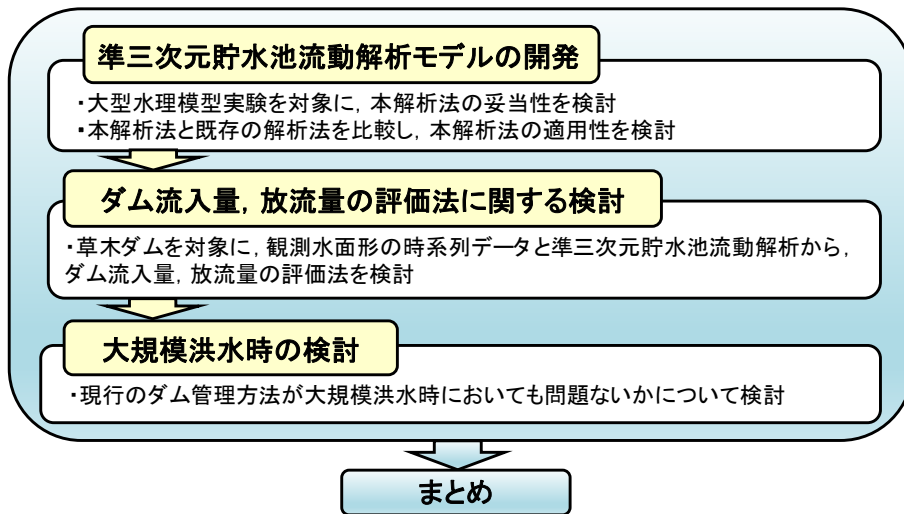 準三次元貯水池流動解析モデルの開発
・大型水理模型実験を対象に，本解析法の妥当性を検討
・本解析法と既存の解析法を比較し，本解析法の適用性を検討
ダム流入量，放流量の評価法に関する検討
・草木ダムを対象に，観測水面形の時系列データと準三次元貯水池流動解析から，
ダム流入量，放流量の評価法を検討
大規模洪水時の検討
・現行のダム管理方法が大規模洪水時においても問題ないかについて検討
まとめ